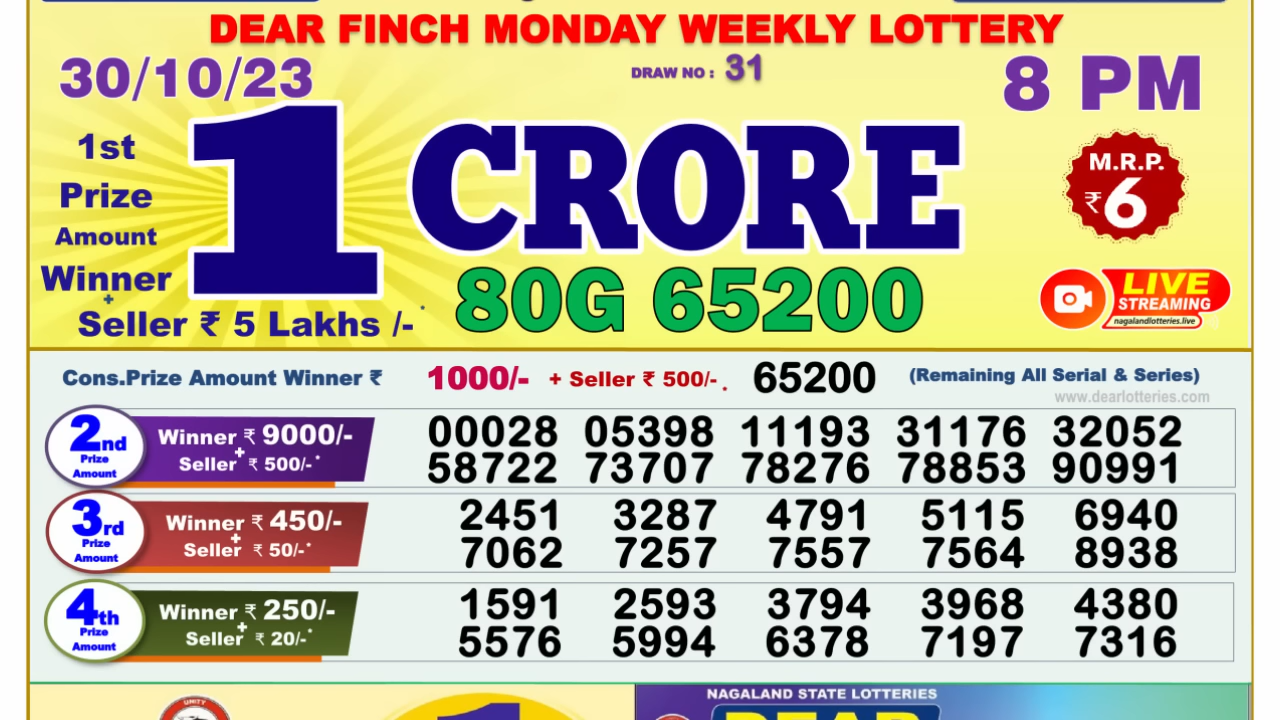 DEAR FINCH MONDAY WEEKLY LOTTERY
30/10/23
DRAW NO : 31
8 PM
1st
Prize
Amount
Winner
+
Seller ₹ 5 Lakhs /-
1 CRORE
80G 65200
M.R.P.
₹6
LIVE
STREAMING
nagalandlotteries.live
Cons.Prize Amount Winner ₹ 1000/- + Seller ₹ 500/- . 65200 (Remaining All Serial & Series)
www.dearlotteries.com
2nd
Prize
Amount
Winner ₹ 9000/-
+
Seller ₹ 500/-*
00028 05398 11193 31176 32052
58722 73707 78276 78853 90991
3rd
Prize
Amount
Winner ₹ 450/-
+
Seller ₹ 50/-*
2451 3287 4791 5115 6940
7062 7257 7557 7564 8938
4th
Prize
Amount
Winner ₹ 250/-
+
Seller ₹ 20/-*
1591 2593 3794 3968 4380
5576 5994 6378 7197 7316
UNITY
1
NAGALAND STATE LOTTERIES
DEAR